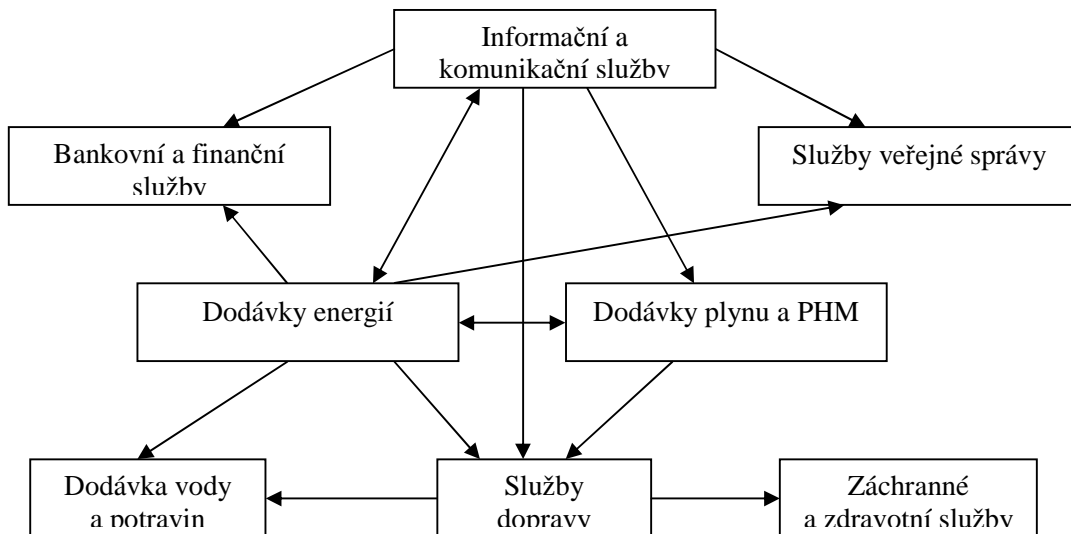 Informační a
komunikační služby
Bankovní a finanční
služby
Služby veřejné správy
Dodávky energií
Dodávky plynu a PHM
Dodávka vody
a potravin
Služby
dopravy
Záchranné
a zdravotní služby